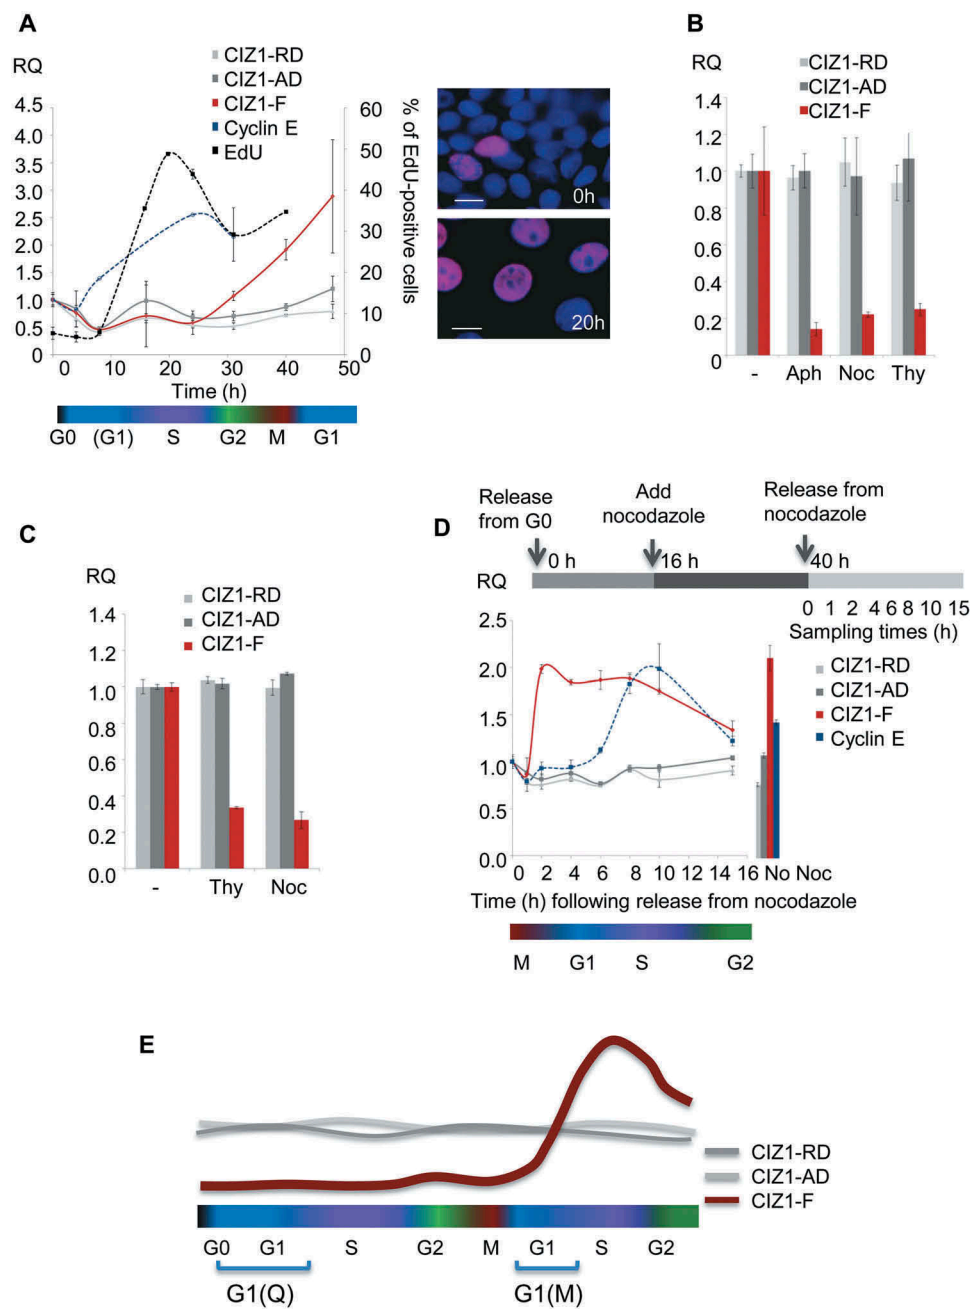 A
RQ
CIZ1-RD
CIZ1-AD
CIZ1-F
Cyclin E
EdU
4.5
4.0
3.5
3.0
2.5
2.0
1.5
1.0
0.5
0
60
50
40
30
20
10
0
% of EdU-positive cells
0 10 20 30 40 50
Time (h)
G0 (G1) S G2 M G1
0h
20h
B
RQ
CIZ1-RD
CIZ1-AD
CIZ1-F
1.4
1.2
1.0
0.8
0.6
0.4
0.2
0
- Aph Noc Thy
C
RQ
CIZ1-RD
CIZ1-AD
CIZ1-F
1.4
1.2
1.0
0.8
0.6
0.4
0.2
0.0
- Thy Noc
D
Release from G0
Add nocodazole
Release from nocodazole
0 h 16 h 40 h
0 1 2 4 6 8 10 15
Sampling times (h)
RQ
2.5
2.0
1.5
1.0
0.5
0.0
CIZ1-RD
CIZ1-AD
CIZ1-F
Cyclin E
0 2 4 6 8 10 12 14 16 No Noc
Time (h) following release from nocodazole
M G1 S G2
E
CIZ1-RD
CIZ1-AD
CIZ1-F
G0 G1 S G2 M G1 S G2
G1(Q) G1(M)